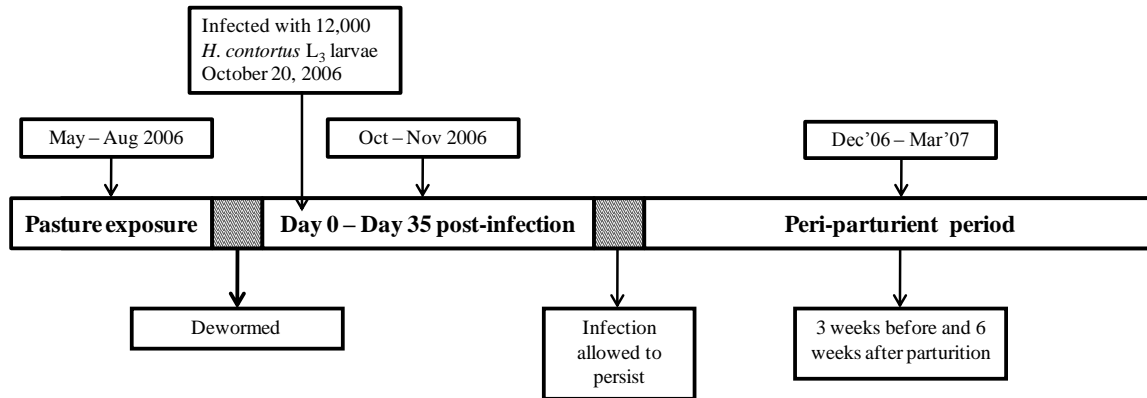 Infected with 12,000
H. contortus L₃ larvae
October 20, 2006
May – Aug 2006
Oct – Nov 2006
Dec’06 – Mar’07
Pasture exposure
Day 0 – Day 35 post-infection
Peri-parturient period
Dewormed
Infection
allowed to
persist
3 weeks before and 6
weeks after parturition